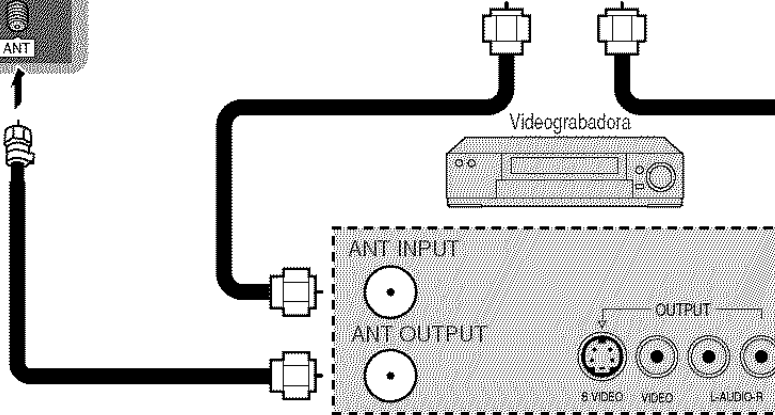 ANT
Videograbadora
ANT INPUT
OUTPUT
ANT OUTPUT
S VIDEO
VIDEO
L-AUDIO-R